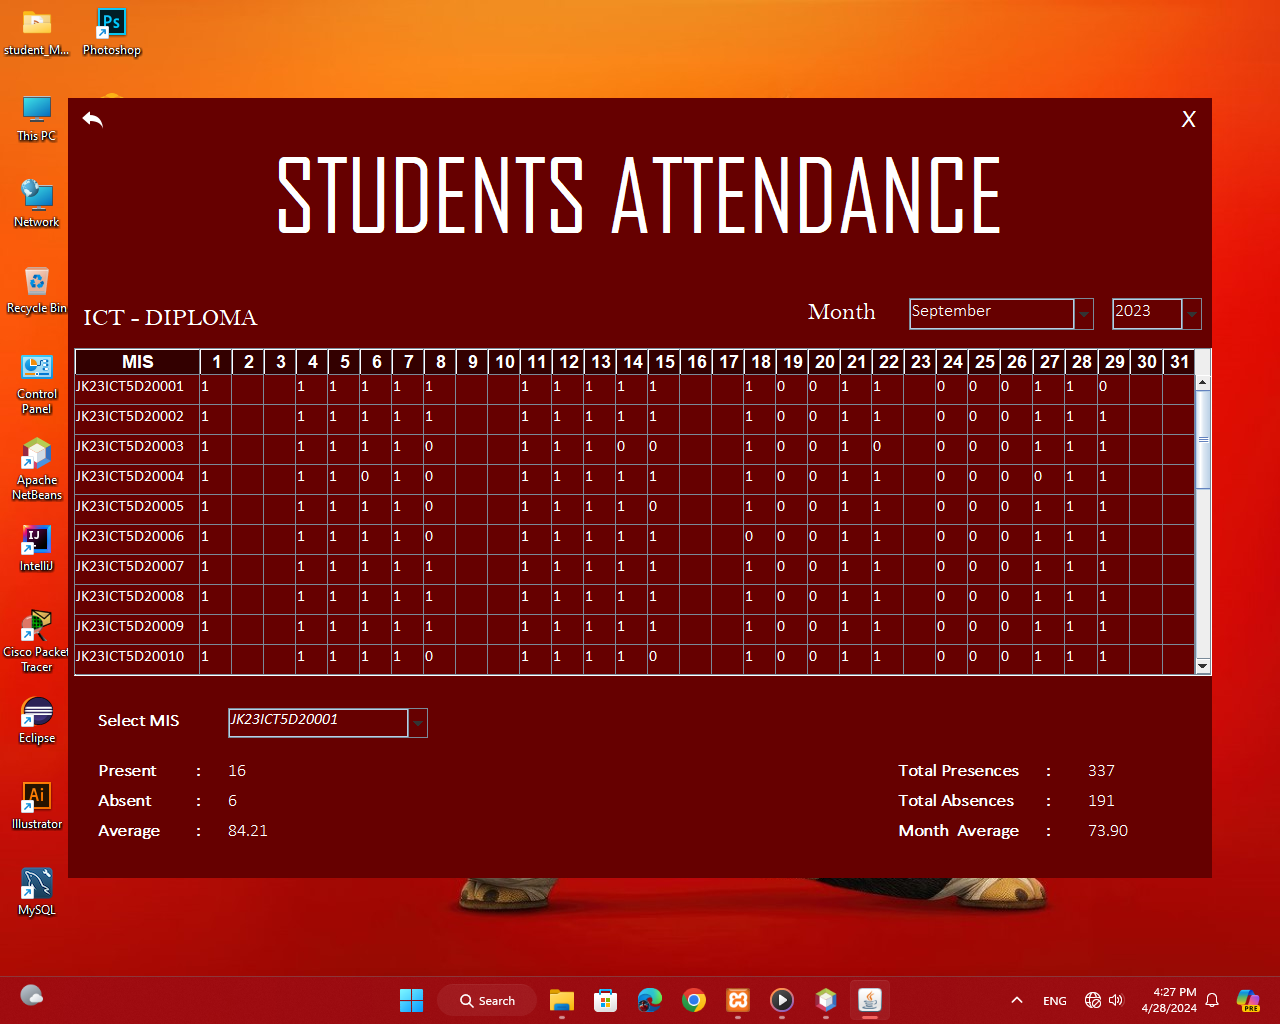 student_M...
Photoshop
This PC
Network
Recycle Bin
Control
Panel
Apache
NetBeans
IntelliJ
Cisco Packet
Tracer
Eclipse
Illustrator
MySQL
X
STUDENTS ATTENDANCE
ICT - DIPLOMA
Month September 2023
MIS 1 2 3 4 5 6 7 8 9 10 11 12 13 14 15 16 17 18 19 20 21 22 23 24 25 26 27 28 29 30 31
JK23ICT5D20001 1 1 1 1 1 1 1 1 1 1 1 1 0 0 1 1 0 0 0 1 1 0
JK23ICT5D20002 1 1 1 1 1 1 1 1 1 1 1 1 0 0 1 1 0 0 0 1 1 1
JK23ICT5D20003 1 1 1 1 1 0 1 1 1 0 0 1 0 0 1 0 0 0 0 1 1 1
JK23ICT5D20004 1 1 1 0 1 0 1 1 1 1 1 1 0 0 1 1 0 0 0 0 1 1
JK23ICT5D20005 1 1 1 1 1 0 1 1 1 1 0 1 0 0 1 1 0 0 0 1 1 1
JK23ICT5D20006 1 1 1 1 1 0 1 1 1 1 1 0 0 0 1 1 0 0 0 1 1 1
JK23ICT5D20007 1 1 1 1 1 1 1 1 1 1 1 1 0 0 1 1 0 0 0 1 1 1
JK23ICT5D20008 1 1 1 1 1 1 1 1 1 1 1 1 0 0 1 1 0 0 0 1 1 1
JK23ICT5D20009 1 1 1 1 1 1 1 1 1 1 1 1 0 0 1 1 0 0 0 1 1 1
JK23ICT5D20010 1 1 1 1 1 0 1 1 1 1 0 1 0 0 1 1 0 0 0 1 1 1
Select MIS JK23ICT5D20001
Present : 16
Absent : 6
Average : 84.21
Total Presences : 337
Total Absences : 191
Month Average : 73.90
Search
ENG
4:27 PM
4/28/2024
PRE